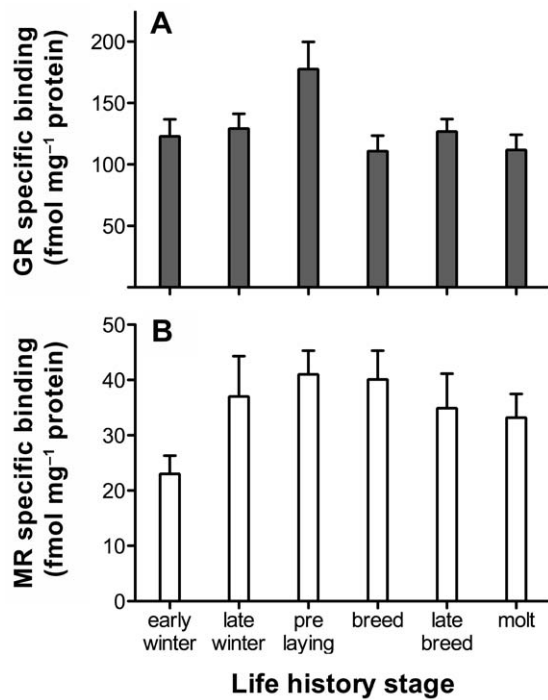 A
GR specific binding
(fmol mg⁻¹ protein)
200
150
100
50
B
MR specific binding
(fmol mg⁻¹ protein)
50
40
30
20
10
0
early
winter
late
winter
pre
laying
breed
late
breed
molt
Life history stage